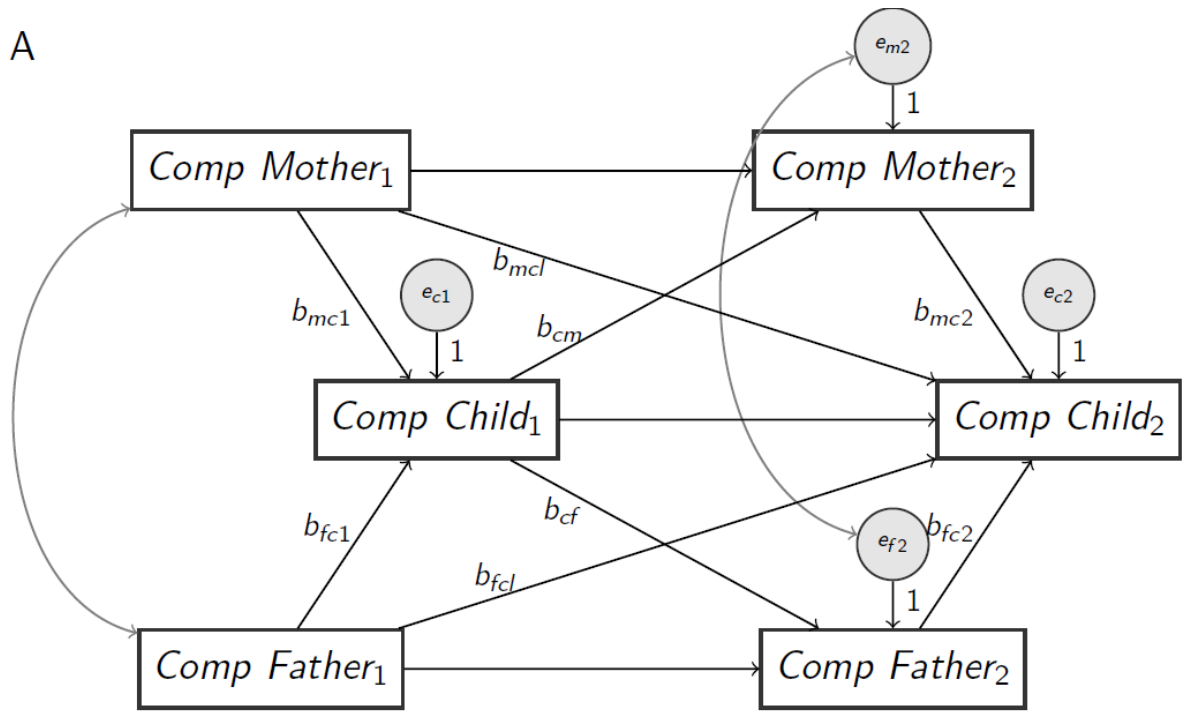 A
e_m2
1
Comp Mother_1
Comp Mother_2
b_mcl
e_c1
e_c2
b_mc1
b_cm
b_mc2
1
1
Comp Child_1
Comp Child_2
b_fc1
b_cf
e_f2
b_fc2
b_fcl
1
Comp Father_1
Comp Father_2